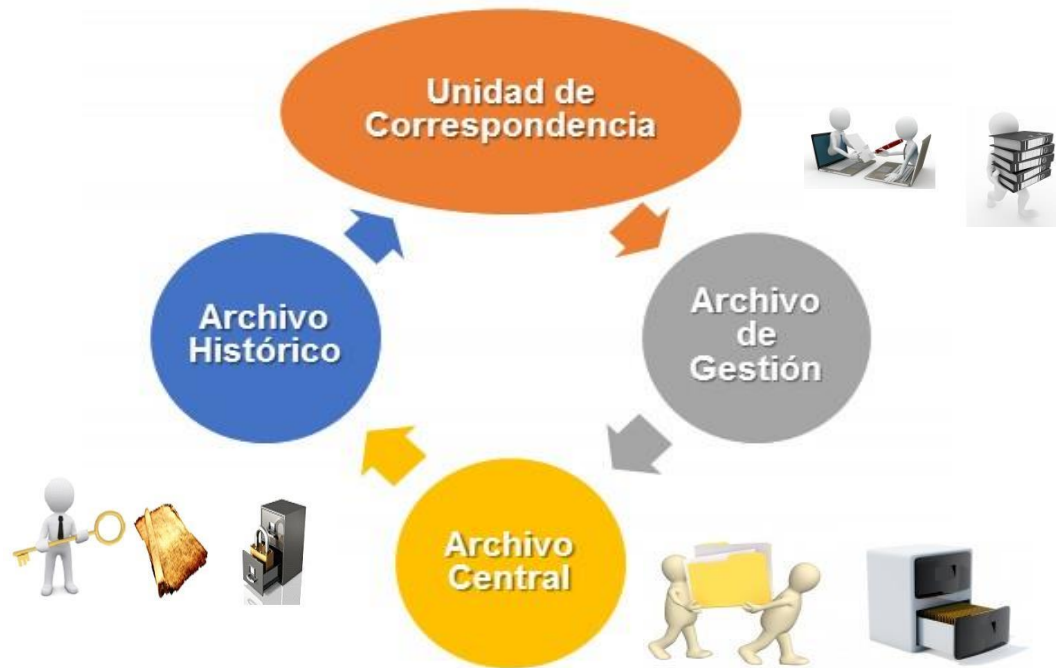 Unidad de
Correspondencia
Archivo
de
Gestión
Archivo
Central
Archivo
Histórico